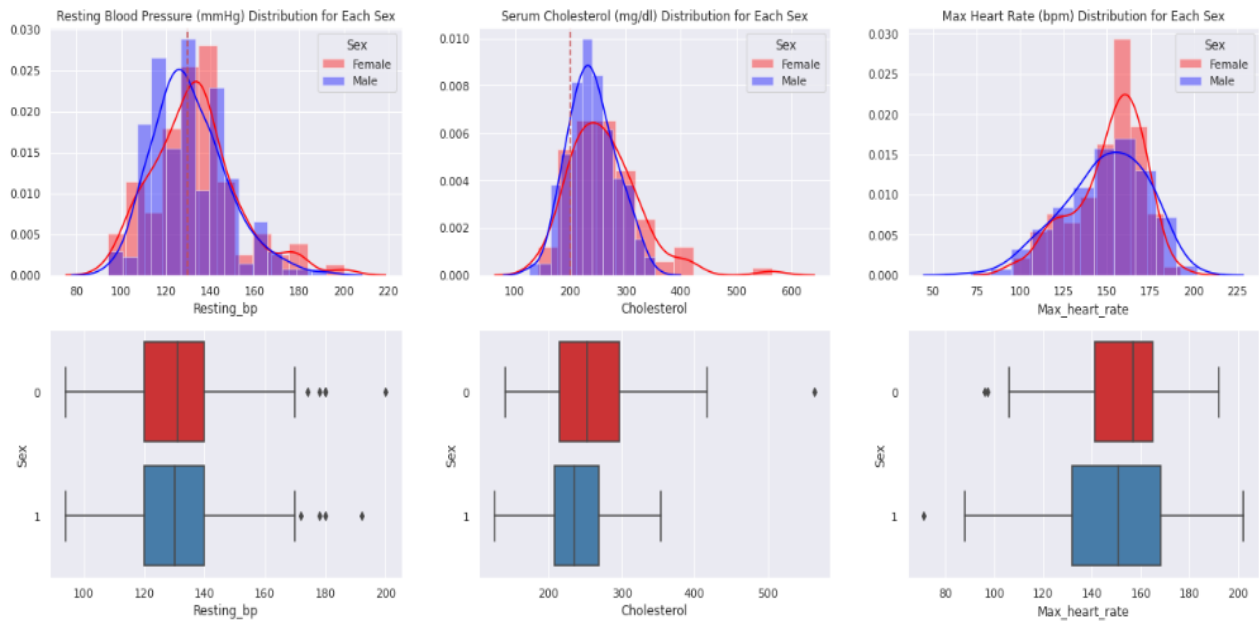 Resting Blood Pressure (mmHg) Distribution for Each Sex
0.030
0.025
0.020
0.015
0.010
0.005
0.000
Sex
Female
Male
80 100 120 140 160 180 200 220
Resting_bp
Serum Cholesterol (mg/dl) Distribution for Each Sex
0.010
0.008
0.006
0.004
0.002
0.000
Sex
Female
Male
100 200 300 400 500 600
Cholesterol
Max Heart Rate (bpm) Distribution for Each Sex
0.030
0.025
0.020
0.015
0.010
0.005
0.000
Sex
Female
Male
50 75 100 125 150 175 200 225
Max_heart_rate
Sex
0
1
100 120 140 160 180 200
Resting_bp
Sex
0
1
200 300 400 500
Cholesterol
Sex
0
1
100 120 140 160 180 200
Max_heart_rate